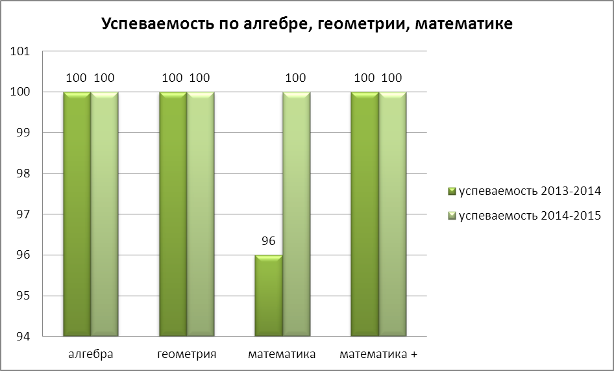 Успеваемость по алгебре, геометрии, математике
101
100
99
98
97
96
95
94
100 100 100 100 96 100 100 100
алгебра геометрия математика математика +
успеваемость 2013-2014
успеваемость 2014-2015